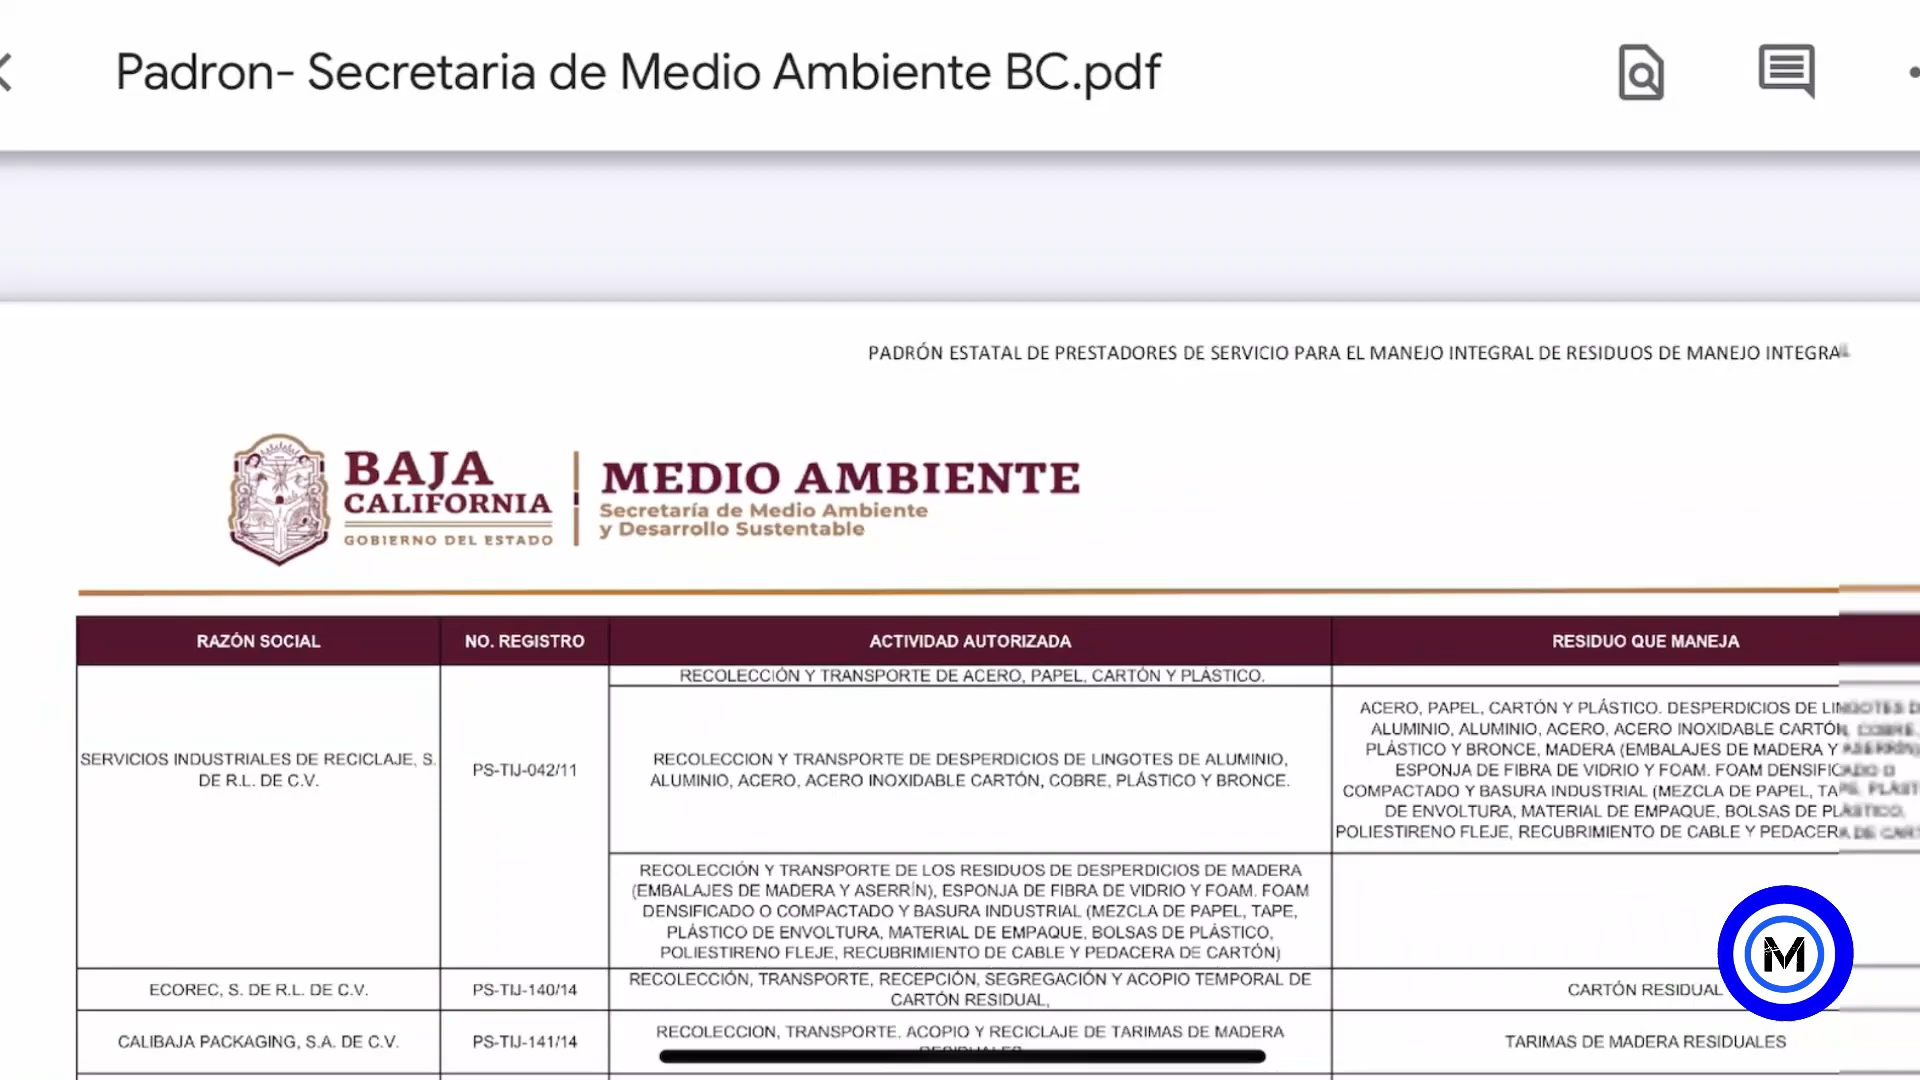 Padron- Secretaria de Medio Ambiente BC.pdf
PADRÓN ESTATAL DE PRESTADORES DE SERVICIO PARA EL MANEJO INTEGRAL DE RESIDUOS DE MANEJO INTEGRAL
BAJA
CALIFORNIA
GOBIERNO DEL ESTADO
MEDIO AMBIENTE
Secretaría de Medio Ambiente
y Desarrollo Sustentable
RAZÓN SOCIAL
NO. REGISTRO
ACTIVIDAD AUTORIZADA
RESIDUO QUE MANEJA
SERVICIOS INDUSTRIALES DE RECICLAJE, S.
DE R.L. DE C.V.
PS-TIJ-042/11
RECOLECCIÓN Y TRANSPORTE DE ACERO, PAPEL, CARTÓN Y PLÁSTICO.
RECOLECCION Y TRANSPORTE DE DESPERDICIOS DE LINGOTES DE ALUMINIO,
ALUMINIO, ACERO, ACERO INOXIDABLE CARTÓN, COBRE, PLÁSTICO Y BRONCE.
RECOLECCIÓN Y TRANSPORTE DE LOS RESIDUOS DE DESPERDICIOS DE MADERA
(EMBALAJES DE MADERA Y ASERRÍN), ESPONJA DE FIBRA DE VIDRIO Y FOAM. FOAM
DENSIFICADO O COMPACTADO Y BASURA INDUSTRIAL (MEZCLA DE PAPEL, TAPE,
PLÁSTICO DE ENVOLTURA, MATERIAL DE EMPAQUE, BOLSAS DE PLÁSTICO,
POLIESTIRENO FLEJE, RECUBRIMIENTO DE CABLE Y PEDACERA DE CARTÓN)
ACERO, PAPEL, CARTÓN Y PLÁSTICO. DESPERDICIOS DE LINGOTES
ALUMINIO, ALUMINIO, ACERO, ACERO INOXIDABLE CARTÓN, COBRE,
PLÁSTICO Y BRONCE, MADERA (EMBALAJES DE MADERA Y ASERRÍN)
ESPONJA DE FIBRA DE VIDRIO Y FOAM. FOAM DENSIFICADO O
COMPACTADO Y BASURA INDUSTRIAL (MEZCLA DE PAPEL, TAPE,
DE ENVOLTURA, MATERIAL DE EMPAQUE, BOLSAS DE PLÁSTICO,
POLIESTIRENO FLEJE, RECUBRIMIENTO DE CABLE Y PEDACERA DE
ECOREC, S. DE R.L. DE C.V.
PS-TIJ-140/14
RECOLECCIÓN, TRANSPORTE, RECEPCIÓN, SEGREGACIÓN Y ACOPIO TEMPORAL DE
CARTÓN RESIDUAL,
CARTÓN RESIDUAL
CALIBAJA PACKAGING, S.A. DE C.V.
PS-TIJ-141/14
RECOLECCION, TRANSPORTE. ACOPIO Y RECICLAJE DE TARIMAS DE MADERA
TARIMAS DE MADERA RESIDUALES
M